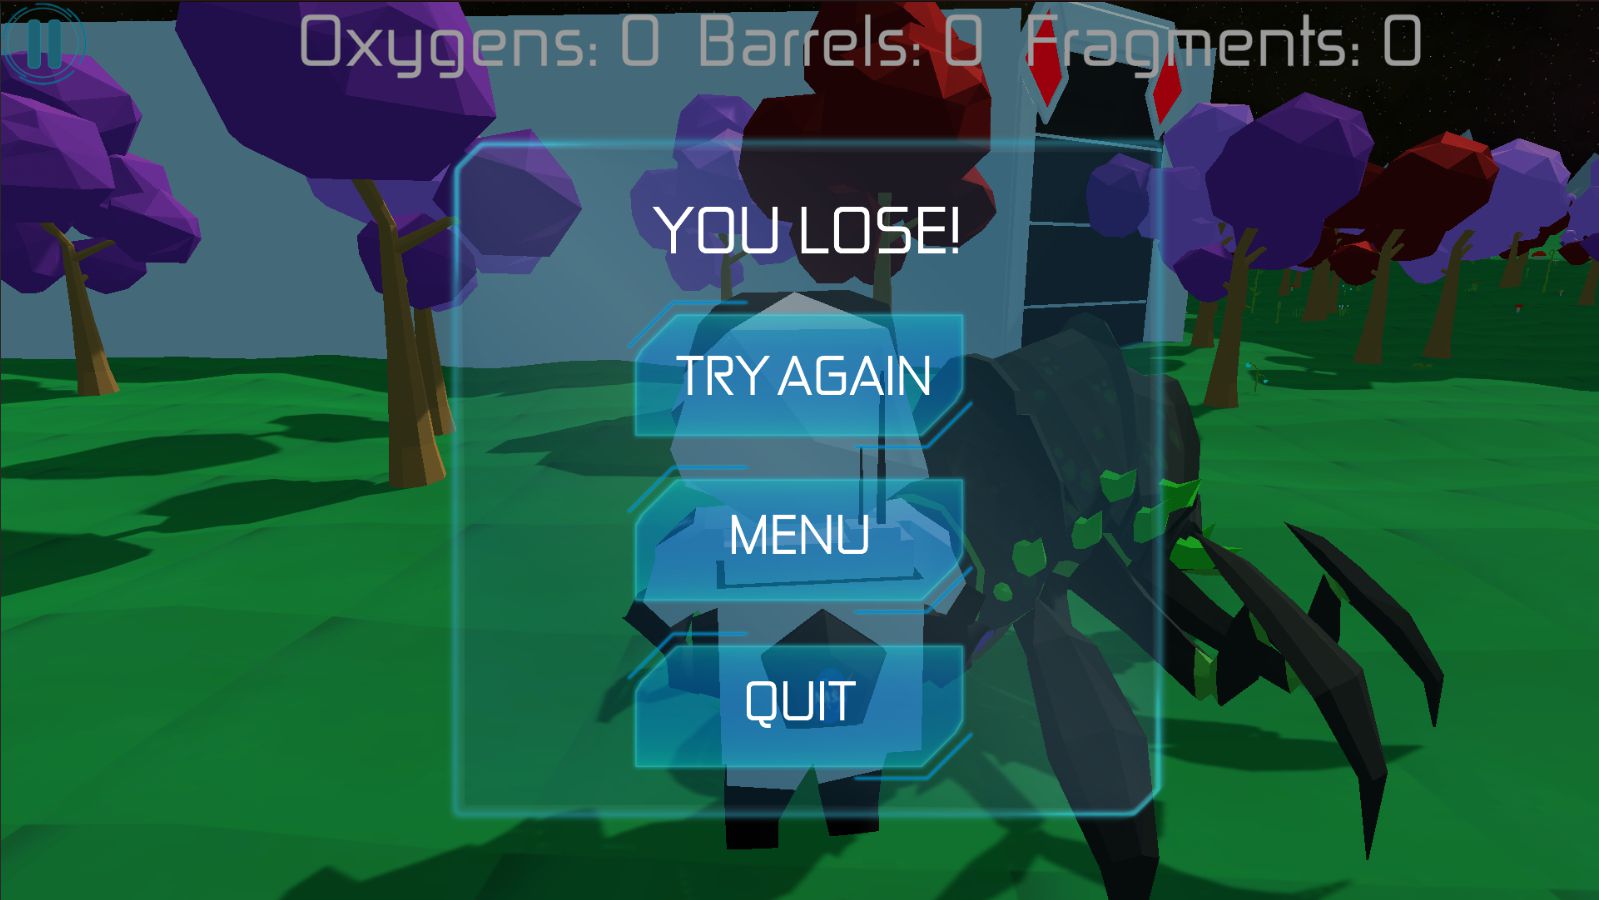 Oxygens: 0 Barrels: 0 Fragments: 0
YOU LOSE!
TRY AGAIN
MENU
QUIT